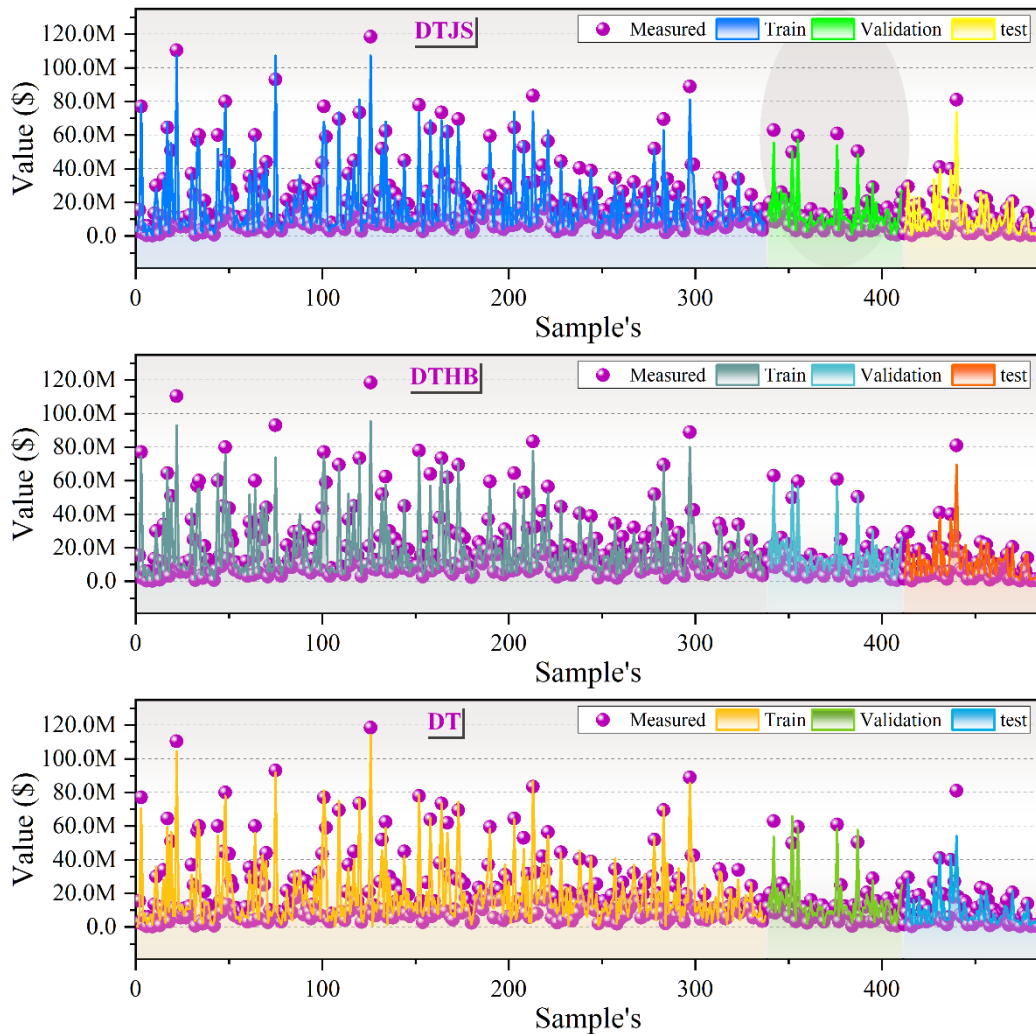 DTJS
Measured Train Validation test
120.0M
100.0M
80.0M
60.0M
40.0M
20.0M
0.0
Value ($)
0 100 200 300 400
Sample's
DTHB
Measured Train Validation test
120.0M
100.0M
80.0M
60.0M
40.0M
20.0M
0.0
Value ($)
0 100 200 300 400
Sample's
DT
Measured Train Validation test
120.0M
100.0M
80.0M
60.0M
40.0M
20.0M
0.0
Value ($)
0 100 200 300 400
Sample's